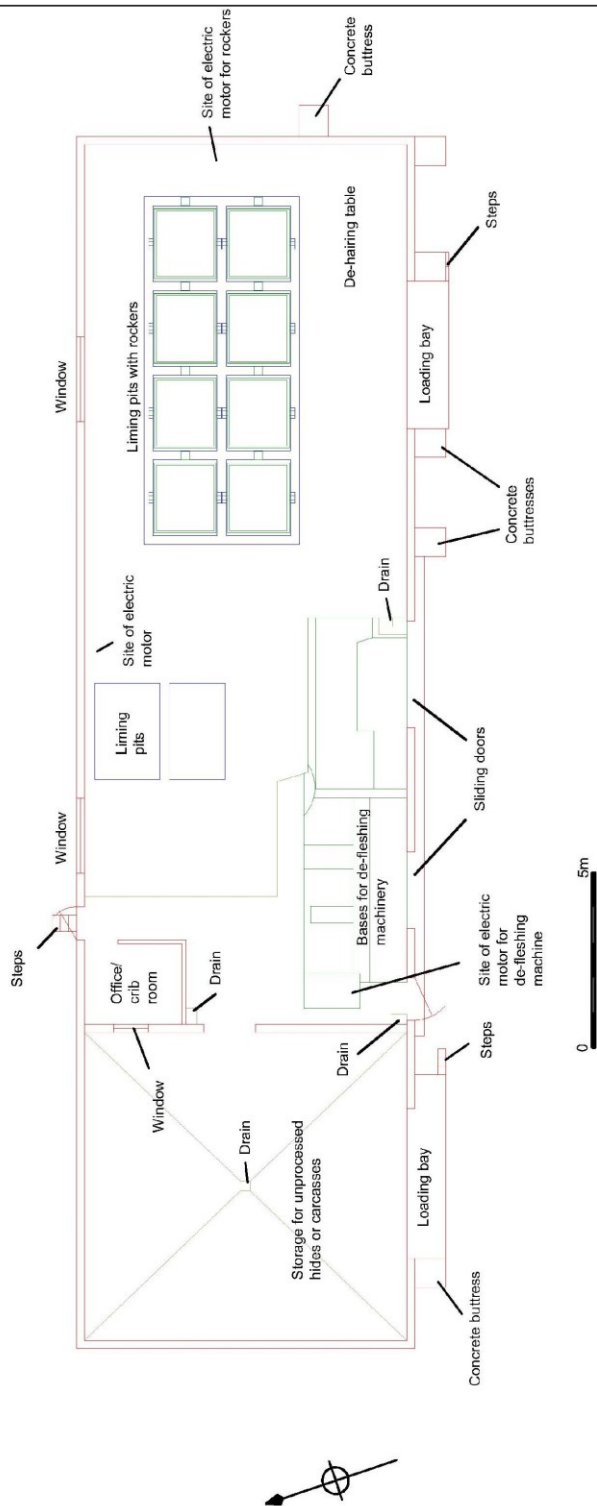 Steps
Window
Site of electric
motor
Window
Site of electric
motor for rockers
Concrete
buttress
Office/
crib
room
Liming
pits
Liming pits with rockers
De-hairing table
Window
Drain
Drain
Storage for unprocessed
hides or carcasses
Drain
Bases for de-fleshing
machinery
Drain
Loading bay
Concrete buttress
Steps
Site of electric
motor for
de-fleshing
machine
Sliding doors
Concrete
buttresses
Loading bay
Steps
0
5m